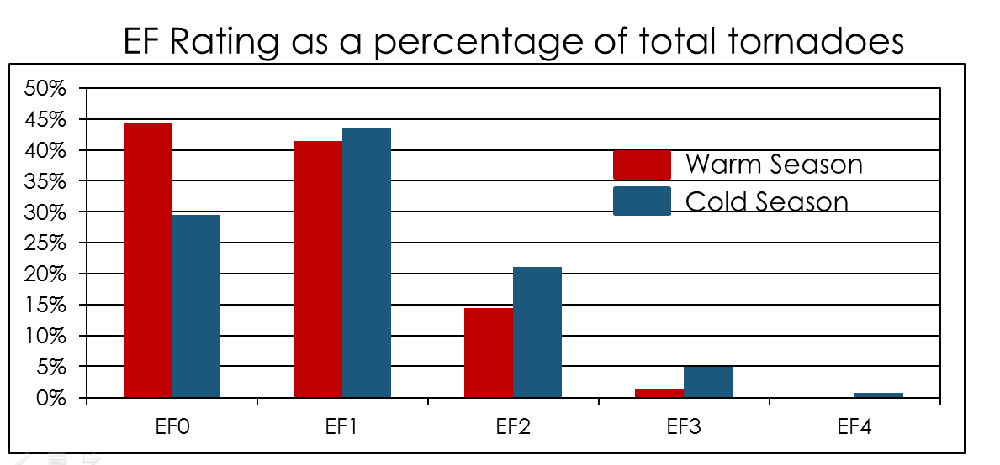 EF Rating as a percentage of total tornadoes
50%
45%
40%
35%
30%
25%
20%
15%
10%
5%
0%
Warm Season
Cold Season
EF0 EF1 EF2 EF3 EF4